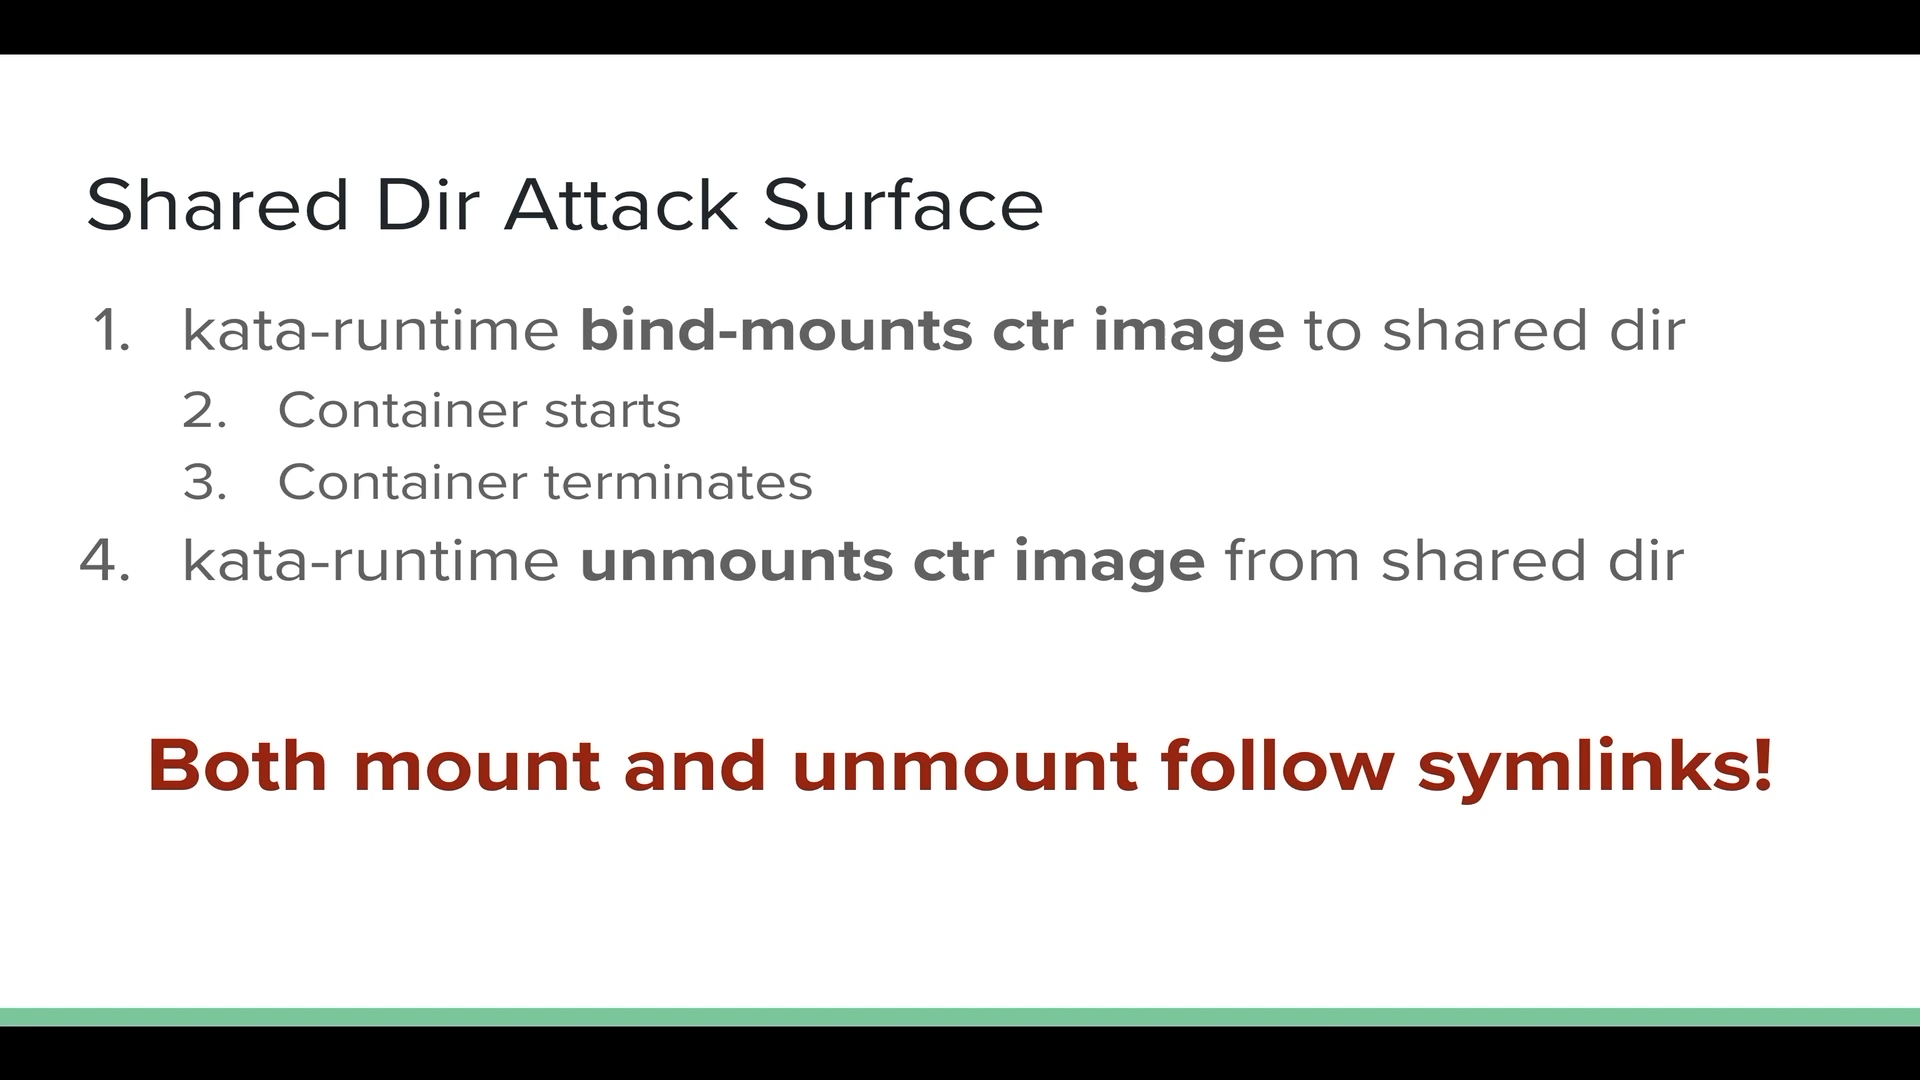 Shared Dir Attack Surface
1. kata-runtime bind-mounts ctr image to shared dir
2. Container starts
3. Container terminates
4. kata-runtime unmounts ctr image from shared dir
Both mount and unmount follow symlinks!